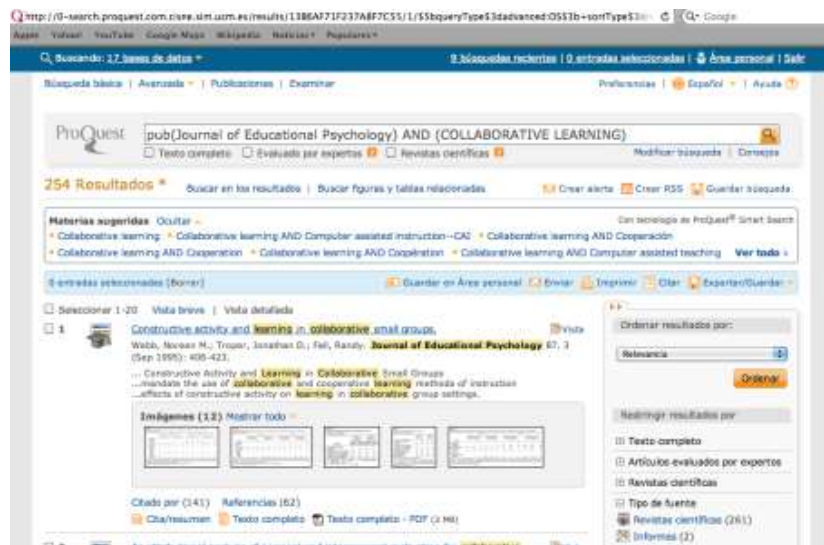 http://0-search.proquest.com.cisne.sim.ucm.es/results/1386AF71F237ABF7C55/1/$5bqueryType$3dadvanced:OS$3b+sortType$3 Google
Apple Yahoo! YouTube Google Maps Wikipedia Noticias Populares
Buscando: 17 bases de datos 9 búsquedas recientes | 0 entradas seleccionadas | Área personal | Salir
Búsqueda básica | Avanzada | Publicaciones | Examinar Preferencias | Español | Ayuda
ProQuest pub(Journal of Educational Psychology) AND (COLLABORATIVE LEARNING)
Texto completo Evaluado por expertos Revistas científicas Modificar búsqueda | Consejos
254 Resultados * Buscar en los resultados | Buscar figuras y tablas relacionadas Crear alerta Crear RSS Guardar búsqueda
Materias sugeridas Ocultar Con tecnología de ProQuest® Smart Search
Collaborative learning Collaborative learning AND Computer assisted instruction--CAI Collaborative learning AND Cooperación
Collaborative learning AND Cooperation Collaborative learning AND Coopération Collaborative learning AND Computer assisted teaching Ver todo
0 entradas seleccionadas [Borrar] Guardar en Área personal Enviar Imprimir Citar Exportar/Guardar
Seleccionar 1-20 Vista breve | Vista detallada
1 Constructive activity and learning in collaborative small groups. Vista
Webb, Noreen M.; Troper, Jonathan D.; Fall, Randy. Journal of Educational Psychology 87. 3
(Sep 1995): 406-423.
... Constructive Activity and Learning in Collaborative Small Groups
...mandate the use of collaborative and cooperative learning methods of instruction
...effects of constructive activity on learning in collaborative group settings.
Imágenes (12) Mostrar todo
Citado por (141) Referencias (62)
Cita/resumen Texto completo Texto completo - PDF (2 MB)
Ordenar resultados por:
Relevancia
Ordenar
Restringir resultados por
Texto completo
Artículos evaluados por expertos
Revistas científicas
Tipo de fuente
Revistas científicas (261)
Informes (2)